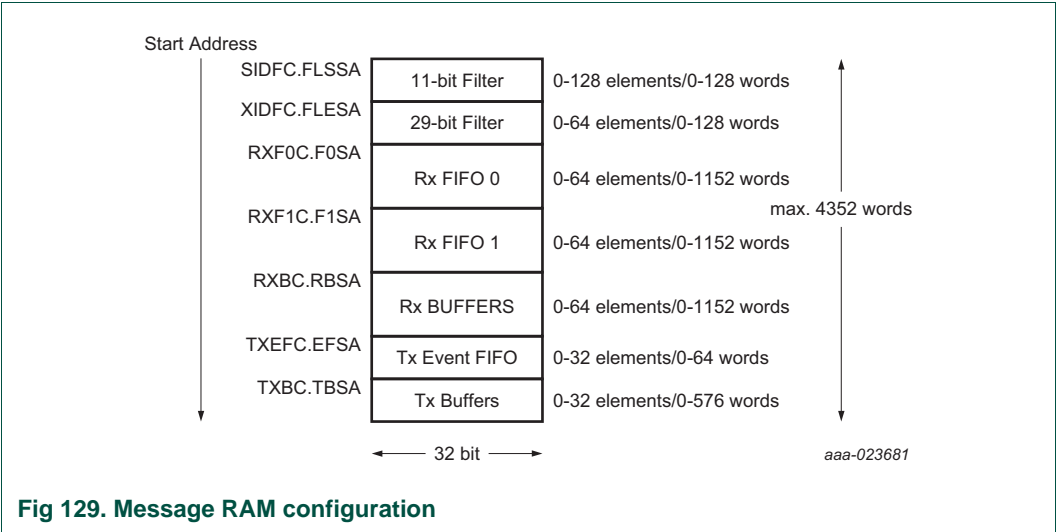 Start Address
SIDFC.FLSSA
11-bit Filter
0-128 elements/0-128 words
XIDFC.FLESA
29-bit Filter
0-64 elements/0-128 words
RXF0C.F0SA
Rx FIFO 0
0-64 elements/0-1152 words
max. 4352 words
RXF1C.F1SA
Rx FIFO 1
0-64 elements/0-1152 words
RXBC.RBSA
Rx BUFFERS
0-64 elements/0-1152 words
TXEFC.EFSA
Tx Event FIFO
0-32 elements/0-64 words
TXBC.TBSA
Tx Buffers
0-32 elements/0-576 words
32 bit
aaa-023681
Fig 129. Message RAM configuration